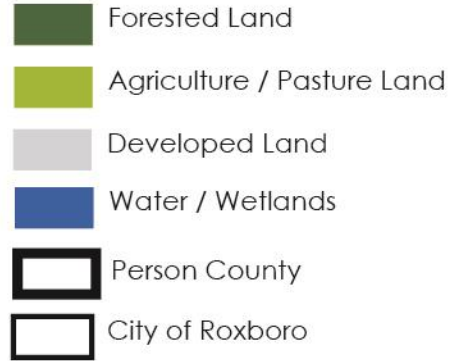 Forested Land
Agriculture / Pasture Land
Developed Land
Water / Wetlands
Person County
City of Roxboro